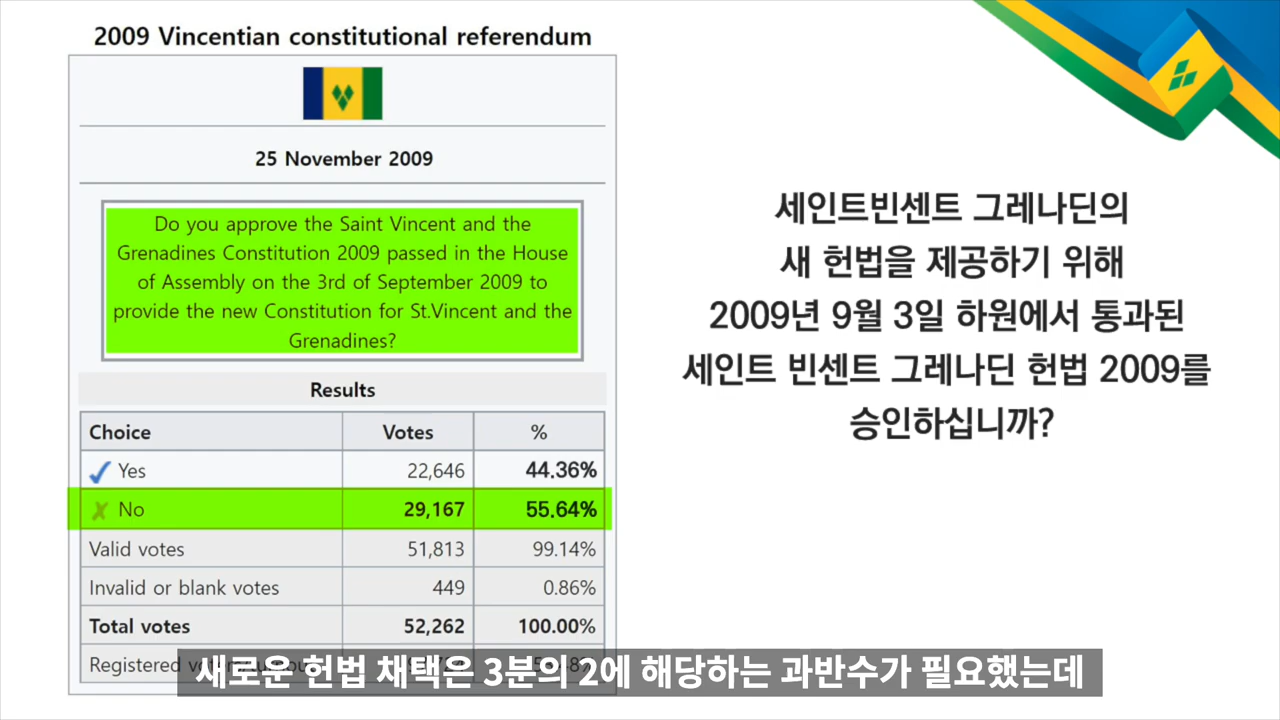 2009 Vincentian constitutional referendum
25 November 2009
Do you approve the Saint Vincent and the
Grenadines Constitution 2009 passed in the House
of Assembly on the 3rd of September 2009 to
provide the new Constitution for St.Vincent and the
Grenadines?
Results
Choice Votes %
Yes 22,646 44.36%
No 29,167 55.64%
Valid votes 51,813 99.14%
Invalid or blank votes 449 0.86%
Total votes 52,262 100.00%
Registered
세인트빈센트 그레나딘의
새 헌법을 제공하기 위해
2009년 9월 3일 하원에서 통과된
세인트 빈센트 그레나딘 헌법 2009를
승인하십니까?
새로운 헌법 채택은 3분의 2에 해당하는 과반수가 필요했는데